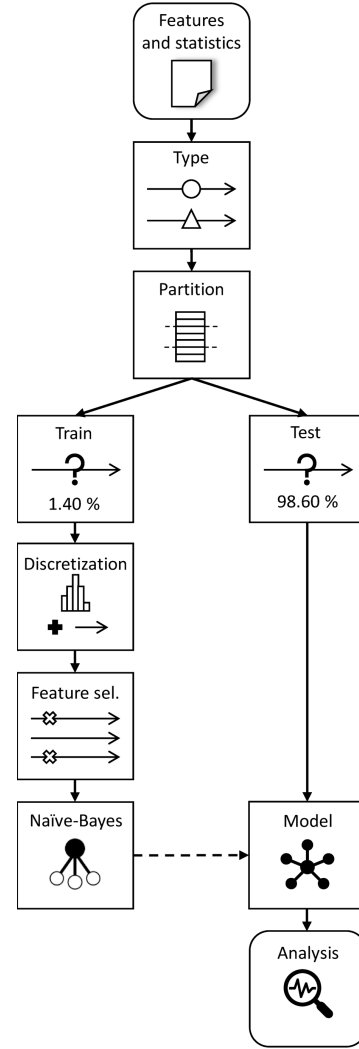 Features
and statistics
Type
Partition
Train
1.40 %
Test
98.60 %
Discretization
Feature sel.
Naïve-Bayes
Model
Analysis